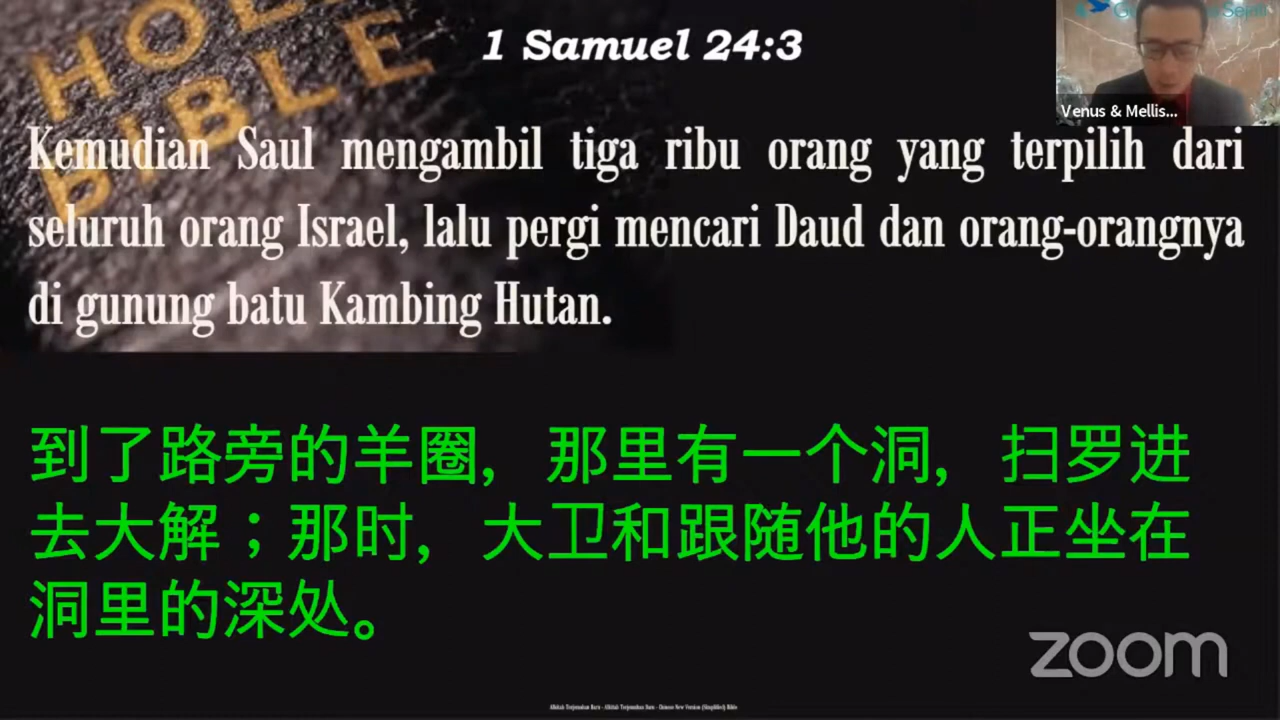 HOLY
BIBLE
1 Samuel 24:3
Venus & Mellis...
Kemudian Saul mengambil tiga ribu orang yang terpilih dari
seluruh orang Israel, lalu pergi mencari Daud dan orang-orangnya
di gunung batu Kambing Hutan.
到了路旁的羊圈，那里有一个洞，扫罗进
去大解；那时，大卫和跟随他的人正坐在
洞里的深处。
zoom